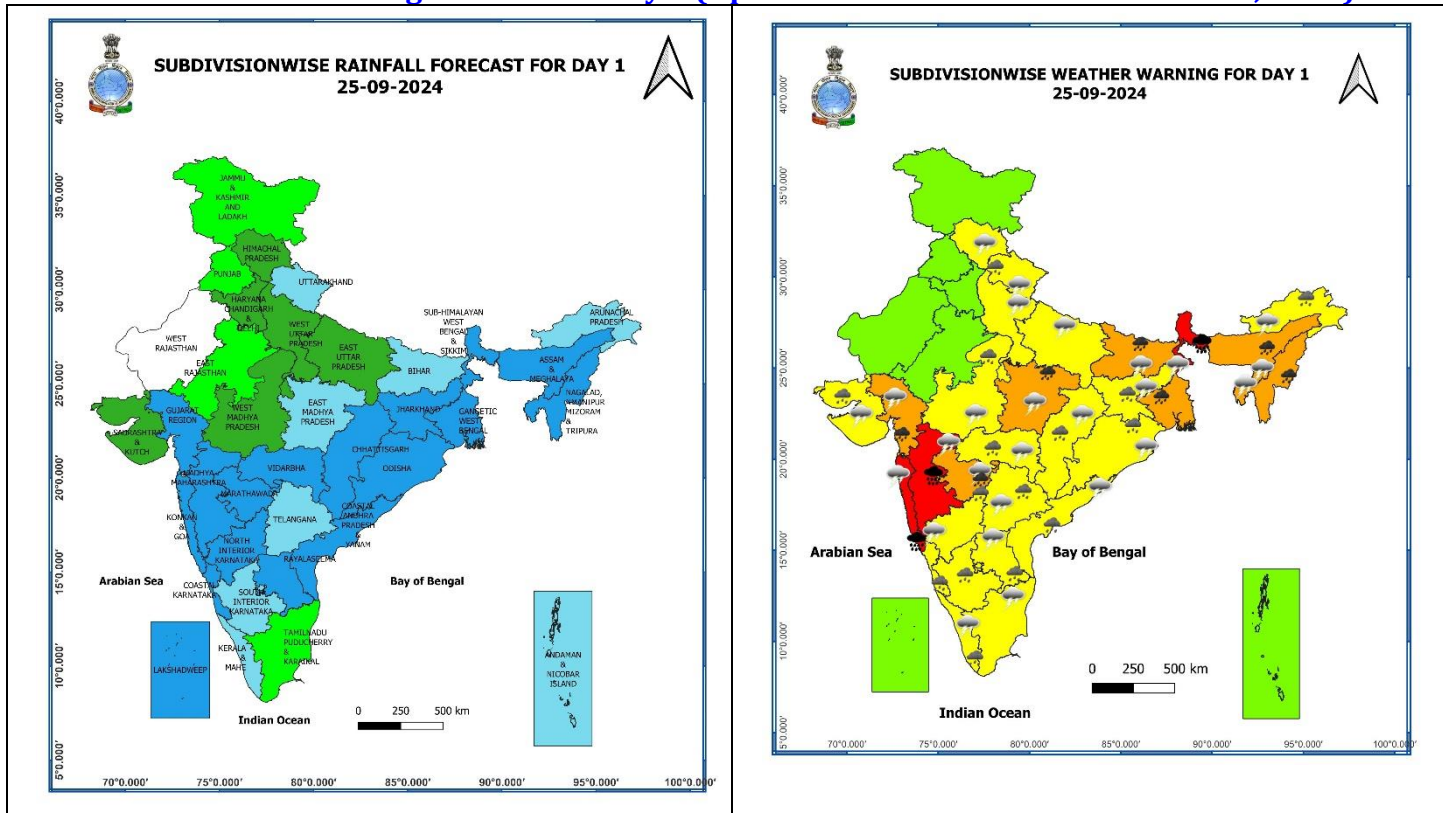 SUBDIVISIONWISE RAINFALL FORECAST FOR DAY 1
25-09-2024
40°0.000'
35°0.000'
30°0.000'
25°0.000'
20°0.000'
15°0.000'
10°0.000'
5°0.000'
JAMMU
&
KASHMIR
AND
LADAKH
HIMACHAL
PRADESH
PUNJAB
UTTARAKHAND
HARYANA
CHANDIGARH
&
DELHI
WEST
RAJASTHAN
WEST
UTTAR
PRADESH
EAST
UTTAR
PRADESH
SUB-HIMALAYAN
WEST
BENGAL
&
SIKKIM
ARUNACHAL
PRADESH
EAST
RAJASTHAN
BIHAR
ASSAM
&
MEGHALAYA
GUJARAT
REGION
WEST
MADHYA
PRADESH
EAST
MADHYA
PRADESH
JHARKHAND
GANGETIC
WEST
BENGAL
MANIPUR
MIZORAM
&
TRIPURA
SAURASHTRA
&
KUTCH
CHHATTISGARH
ODISHA
VIDARBHA
MADHYA
MAHARASHTRA
MARATHAWADA
KONKAN
&
GOA
TELANGANA
COASTAL
ANDHRA
PRADESH
&
YANAM
NORTH
INTERIOR
KARNATAKA
RAYALASEEMA
Arabian Sea
Bay of Bengal
COASTAL
KARNATAKA
SOUTH
INTERIOR
KARNATAKA
TAMILNADU
PUDUCHERRY
&
KARAIKAL
KERALA
&
MAHE
LAKSHADWEEP
ANDAMAN
&
NICOBAR
ISLAND
Indian Ocean
0 250 500 km
70°0.000' 75°0.000' 80°0.000' 85°0.000' 90°0.000' 95°0.000' 100°0.000'
SUBDIVISIONWISE WEATHER WARNING FOR DAY 1
25-09-2024
40°0.000'
35°0.000'
30°0.000'
25°0.000'
20°0.000'
15°0.000'
10°0.000'
5°0.000'
Arabian Sea
Bay of Bengal
0 250 500 km
Indian Ocean
70°0.000' 75°0.000' 80°0.000' 85°0.000' 90°0.000' 95°0.000' 100°0.000'